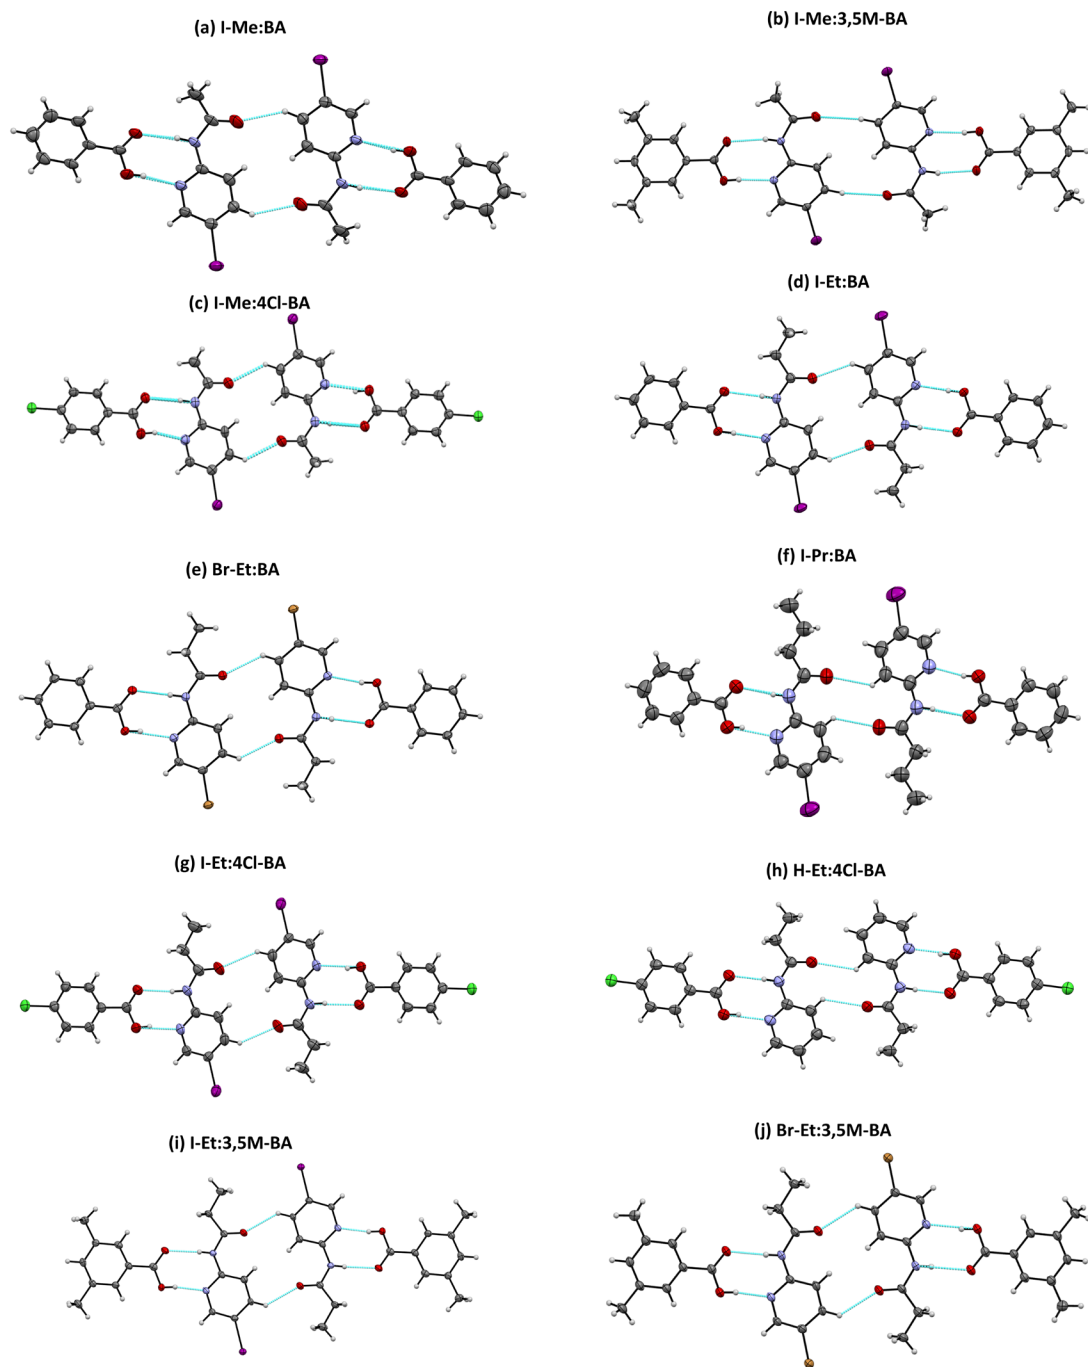 (a) I-Me:BA
(b) I-Me:3,5M-BA
(c) I-Me:4Cl-BA
(d) I-Et:BA
(e) Br-Et:BA
(f) I-Pr:BA
(g) I-Et:4Cl-BA
(h) H-Et:4Cl-BA
(i) I-Et:3,5M-BA
(j) Br-Et:3,5M-BA